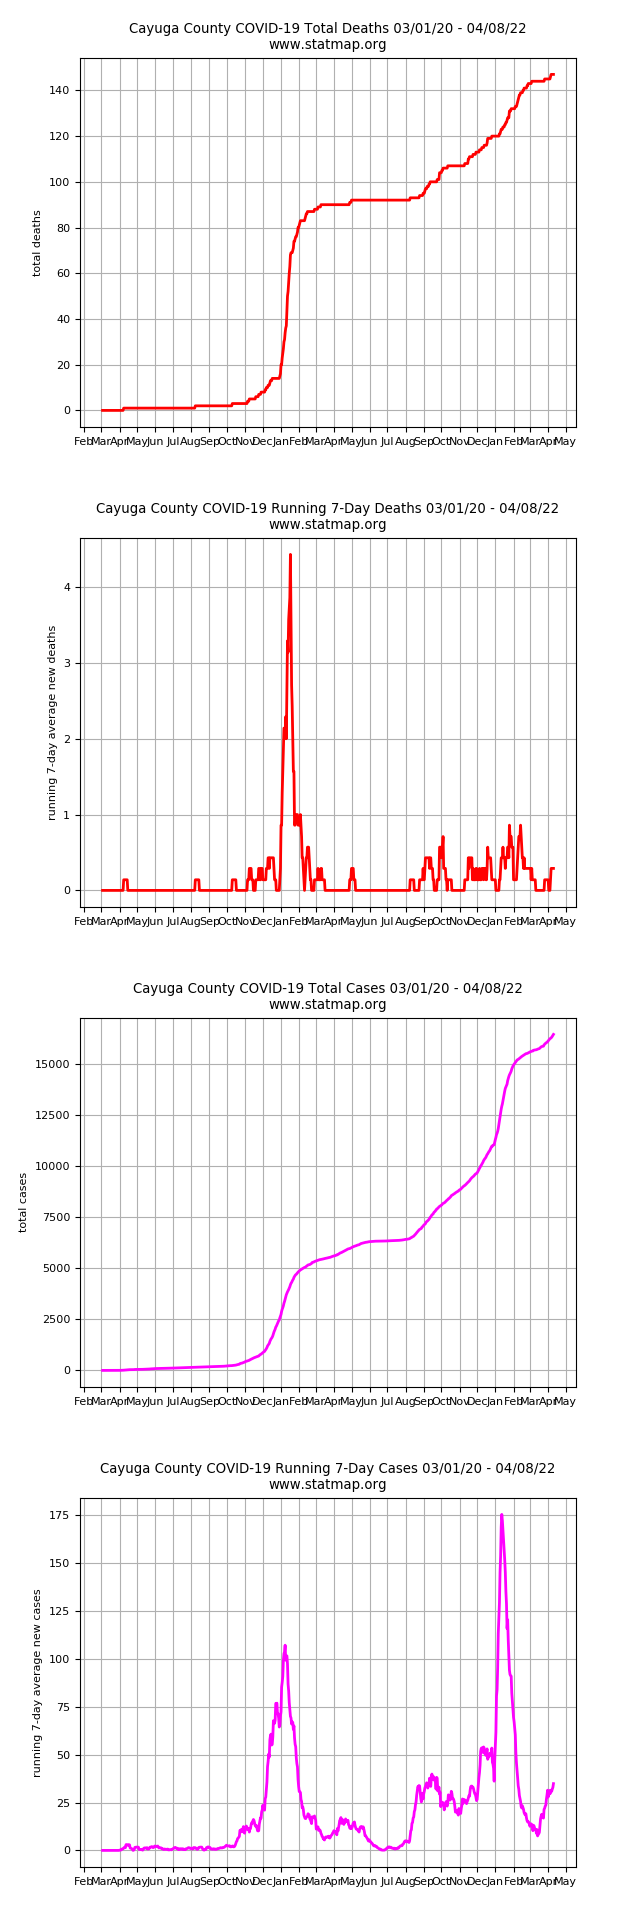 Cayuga County COVID-19 Total Deaths 03/01/20 - 04/08/22
www.statmap.org
140
120
100
80
60
40
20
0
total deaths
Feb Mar Apr May Jun Jul Aug Sep Oct Nov Dec Jan Feb Mar Apr May Jun Jul Aug Sep Oct Nov Dec Jan Feb Mar Apr May
Cayuga County COVID-19 Running 7-Day Deaths 03/01/20 - 04/08/22
www.statmap.org
4
3
2
1
0
running 7-day average new deaths
Feb Mar Apr May Jun Jul Aug Sep Oct Nov Dec Jan Feb Mar Apr May Jun Jul Aug Sep Oct Nov Dec Jan Feb Mar Apr May
Cayuga County COVID-19 Total Cases 03/01/20 - 04/08/22
www.statmap.org
15000
12500
10000
7500
5000
2500
0
total cases
Feb Mar Apr May Jun Jul Aug Sep Oct Nov Dec Jan Feb Mar Apr May Jun Jul Aug Sep Oct Nov Dec Jan Feb Mar Apr May
Cayuga County COVID-19 Running 7-Day Cases 03/01/20 - 04/08/22
www.statmap.org
175
150
125
100
75
50
25
0
running 7-day average new cases
Feb Mar Apr May Jun Jul Aug Sep Oct Nov Dec Jan Feb Mar Apr May Jun Jul Aug Sep Oct Nov Dec Jan Feb Mar Apr May